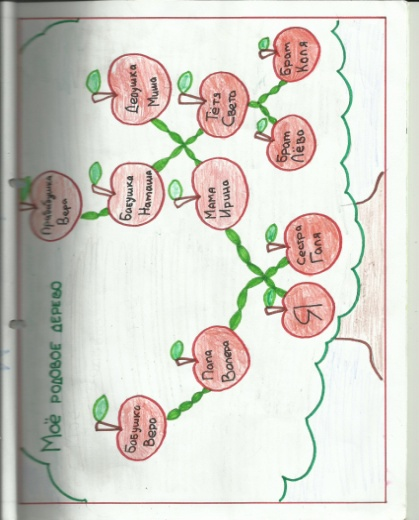 Моё родовое дерево
Прабабушка
Вера
Бабушка
Вера
Бабушка
Наташа
Дедушка
Миша
Папа
Валера
Мама
Ирина
Тётя
Света
Я
Сестра
Галя
Брат
Лёва
Брат
Коля